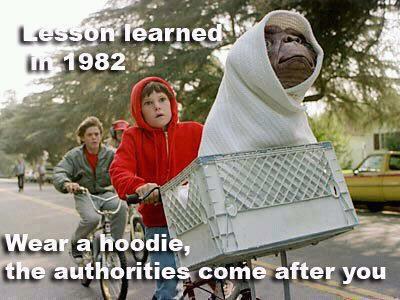 Lesson learned
in 1982
Wear a hoodie,
the authorities come after you